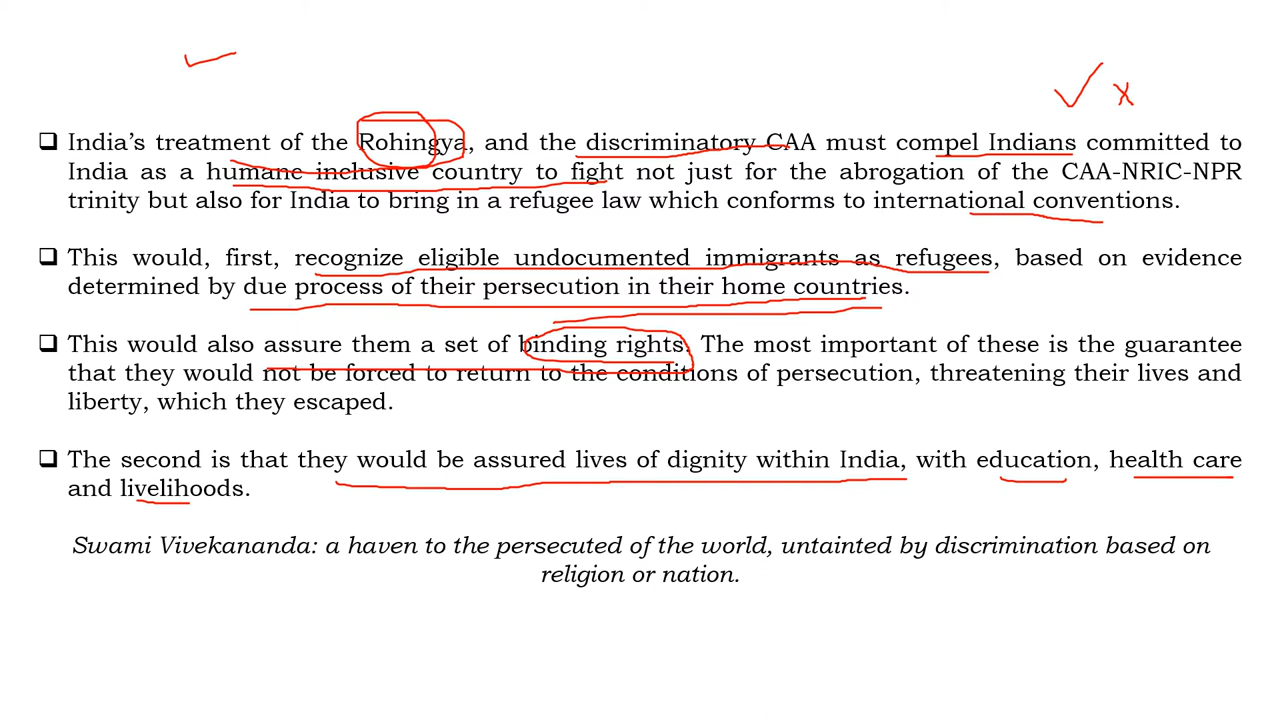 ❑ India's treatment of the Rohingya, and the discriminatory CAA must compel Indians committed to
India as a humane inclusive country to fight not just for the abrogation of the CAA-NRIC-NPR
trinity but also for India to bring in a refugee law which conforms to international conventions.
❑ This would, first, recognize eligible undocumented immigrants as refugees, based on evidence
determined by due process of their persecution in their home countries.
❑ This would also assure them a set of binding rights. The most important of these is the guarantee
that they would not be forced to return to the conditions of persecution, threatening their lives and
liberty, which they escaped.
❑ The second is that they would be assured lives of dignity within India, with education, health care
and livelihoods.
Swami Vivekananda: a haven to the persecuted of the world, untainted by discrimination based on
religion or nation.